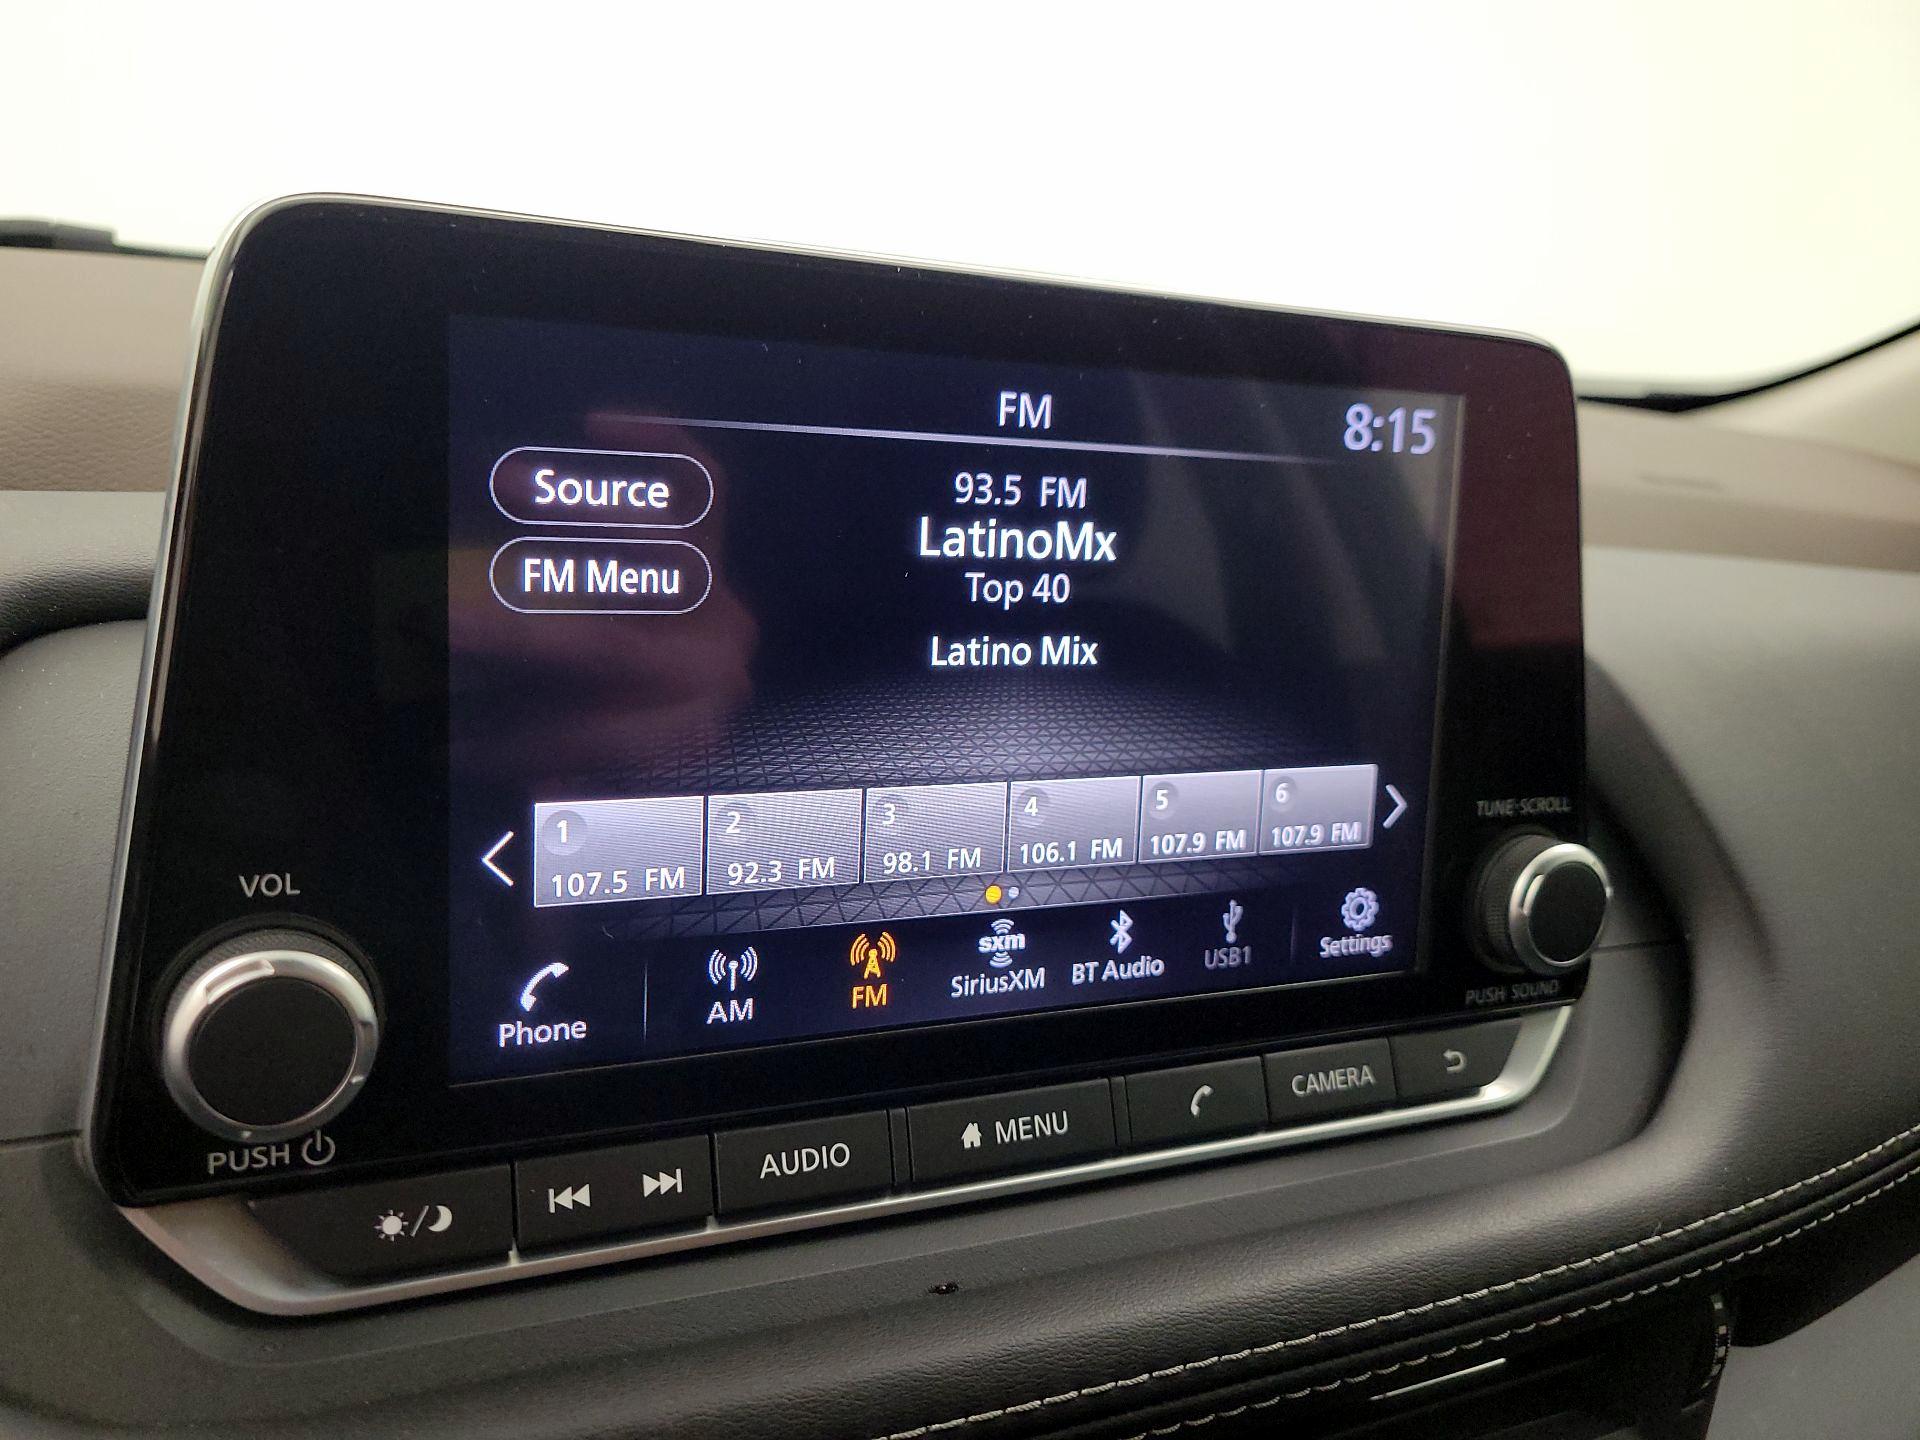 FM
8:15
Source
93.5 FM
LatinoMx
FM Menu
Top 40
Latino Mix
1
107.5 FM
2
92.3 FM
3
98.1 FM
4
106.1 FM
5
107.9 FM
6
107.9 FM
TUNE·SCROLL
VOL
Phone
AM
FM
sxm
SiriusXM
BT Audio
USB1
Settings
PUSH SOUND
PUSH
AUDIO
MENU
CAMERA